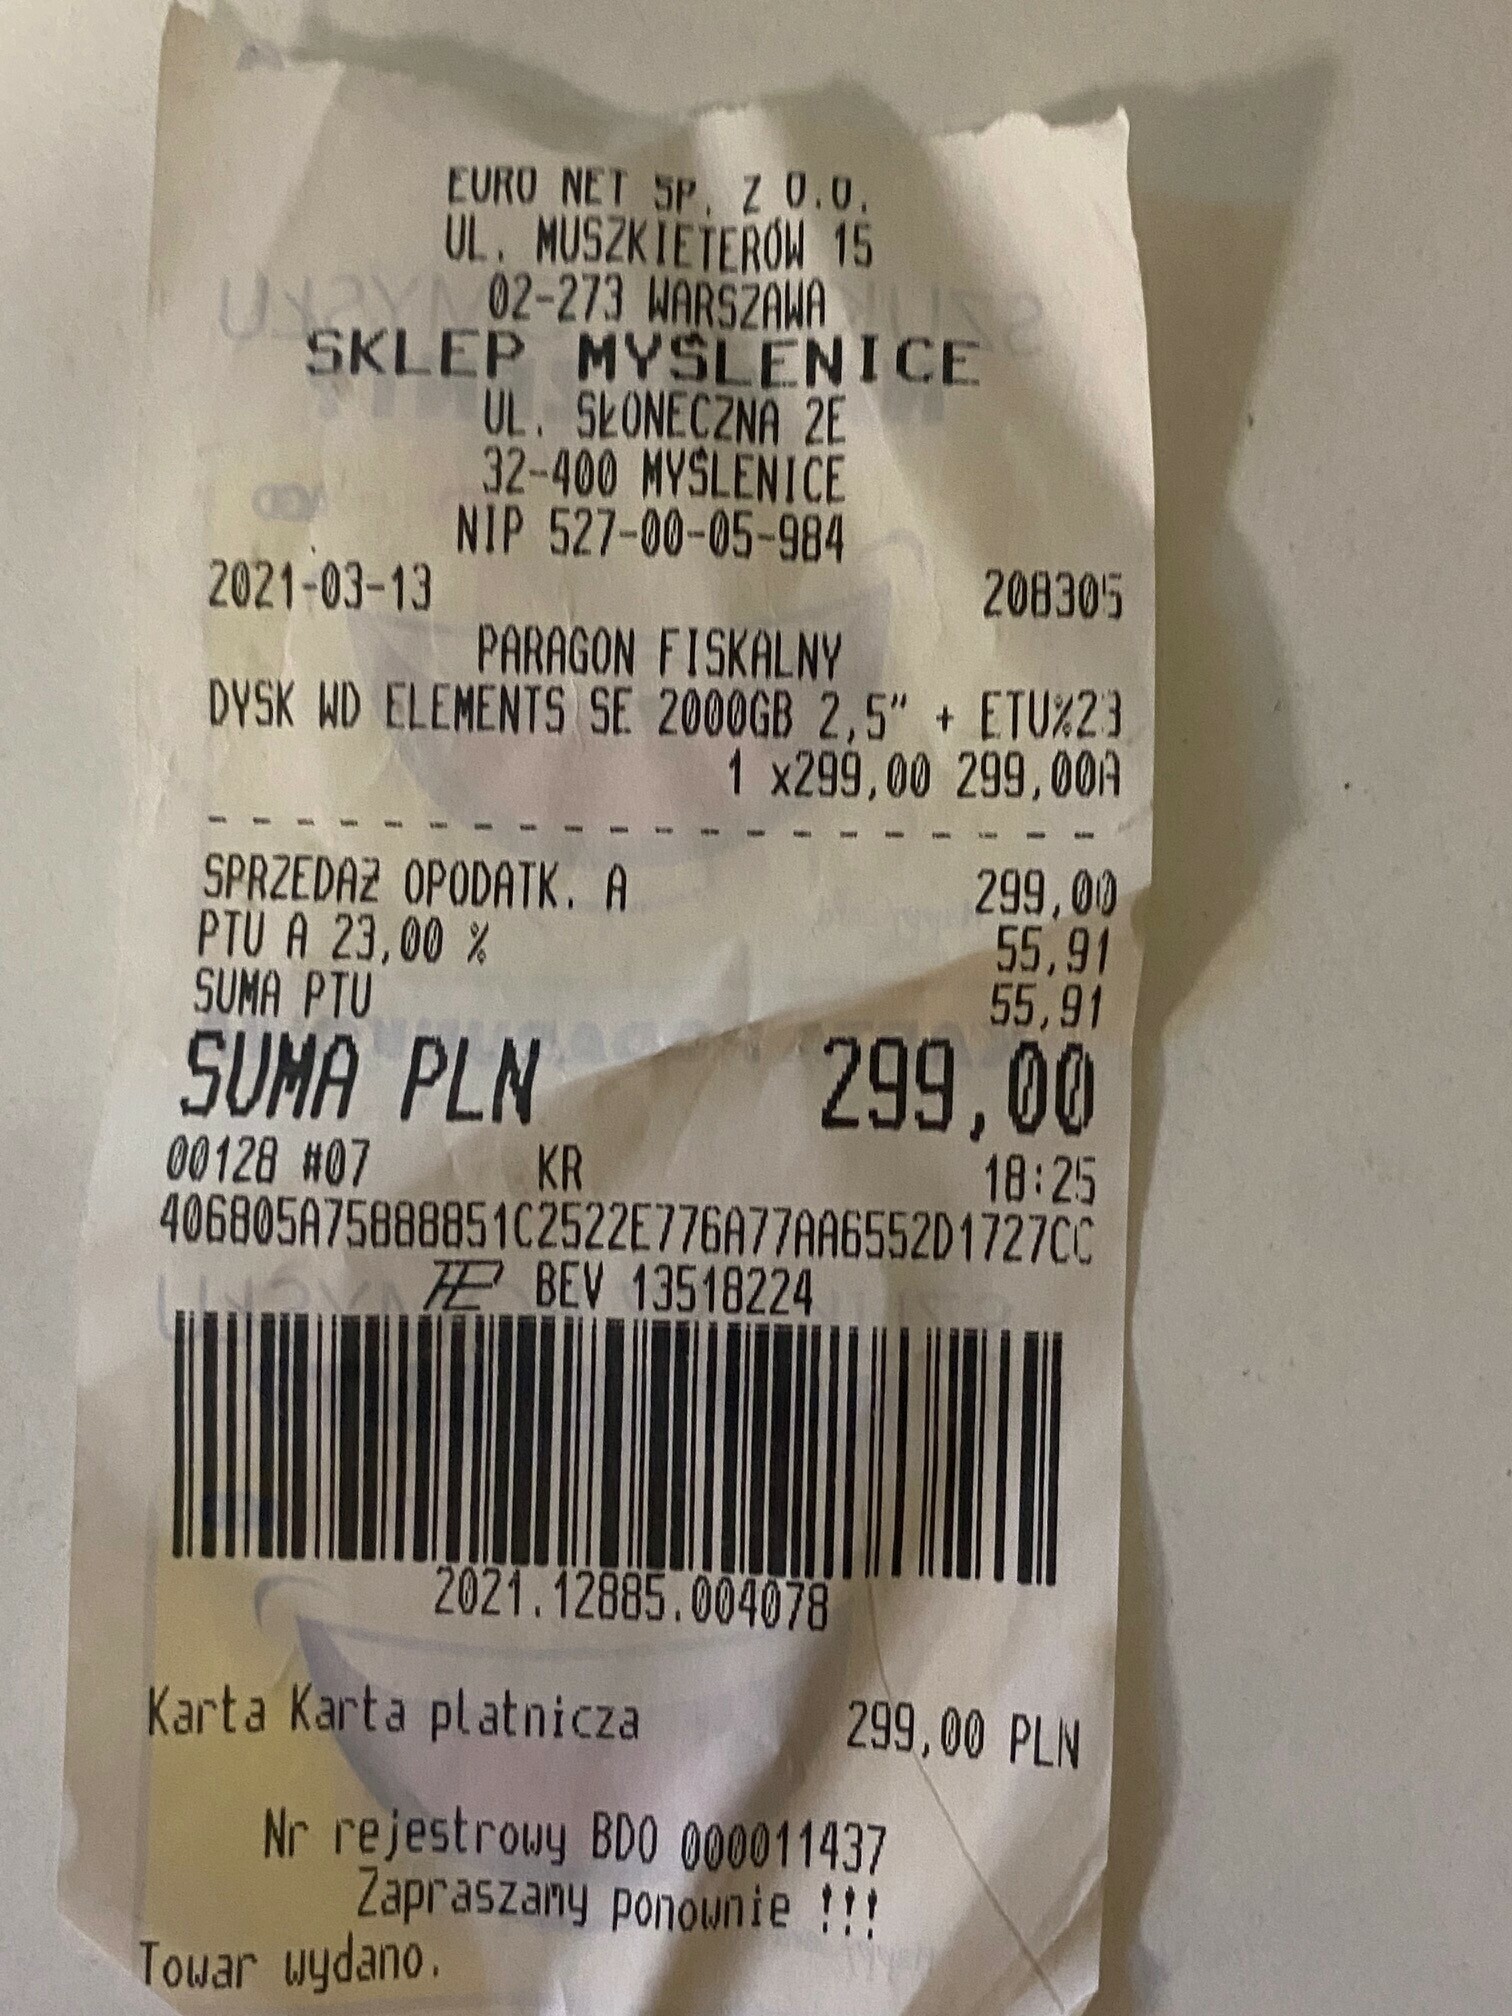 EURO NET SP. Z O.O.
UL. MUSZKIETERÓW 15
02-273 WARSZAWA
SKLEP MYŚLENICE
UL. SŁONECZNA 2E
32-400 MYŚLENICE
NIP 527-00-05-984
2021-03-13 208305
PARAGON FISKALNY
DYSK WD ELEMENTS SE 2000GB 2,5" + ETU%23
1 x299,00 299,00A
SPRZEDAŻ OPODATK. A 299,00
PTU A 23,00 % 55,91
SUMA PTU 55,91
SUMA PLN 299,00
00128 #07 KR 18:25
406805A75888851C2522E776A77AA6552D1727CC
BEV 13518224
2021.12885.004078
Karta Karta płatnicza 299,00 PLN
Nr rejestrowy BDO 000011437
Zapraszamy ponownie !!!
Towar wydano.